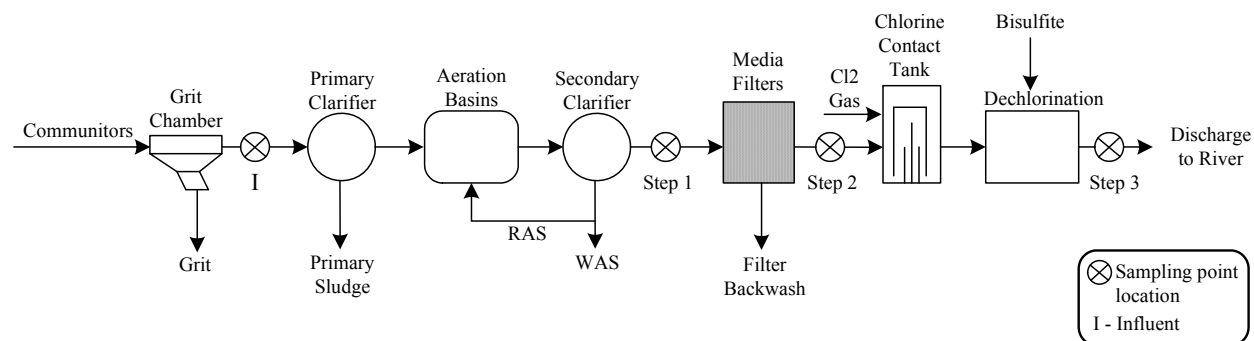 Communitors
Grit
Chamber
I
Grit
Primary
Clarifier
Primary
Sludge
Aeration
Basins
RAS
Secondary
Clarifier
WAS
Step 1
Media
Filters
Filter
Backwash
Step 2
Cl2
Gas
Chlorine
Contact
Tank
Bisulfite
Dechlorination
Step 3
Discharge
to River
Sampling point
location
I - Influent